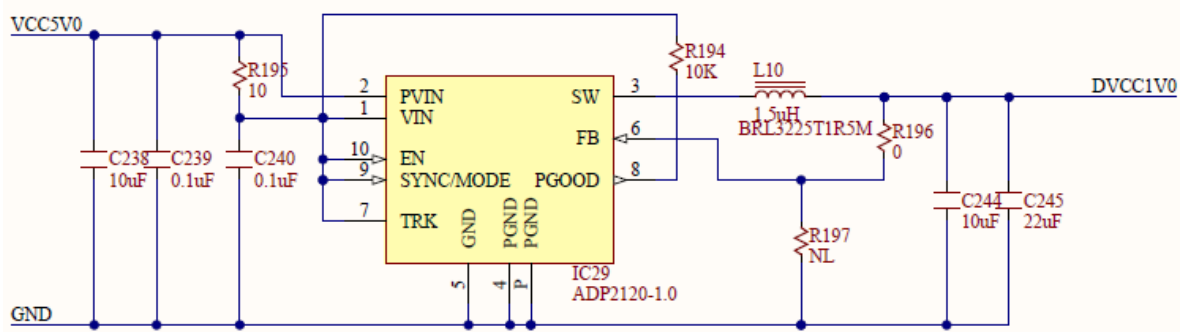 VCC5V0
R195
10
C238
10uF
C239
0.1uF
C240
0.1uF
2
1
10
9
7
PVIN
VIN
EN
SYNC/MODE
TRK
GND
PGND
PGND
SW
FB
PGOOD
3
6
8
5
4
P
IC29
ADP2120-1.0
R194
10K
L10
1.5uH
BRL3225T1R5M
DVCC1V0
R196
0
R197
NL
C244
10uF
C245
22uF
GND